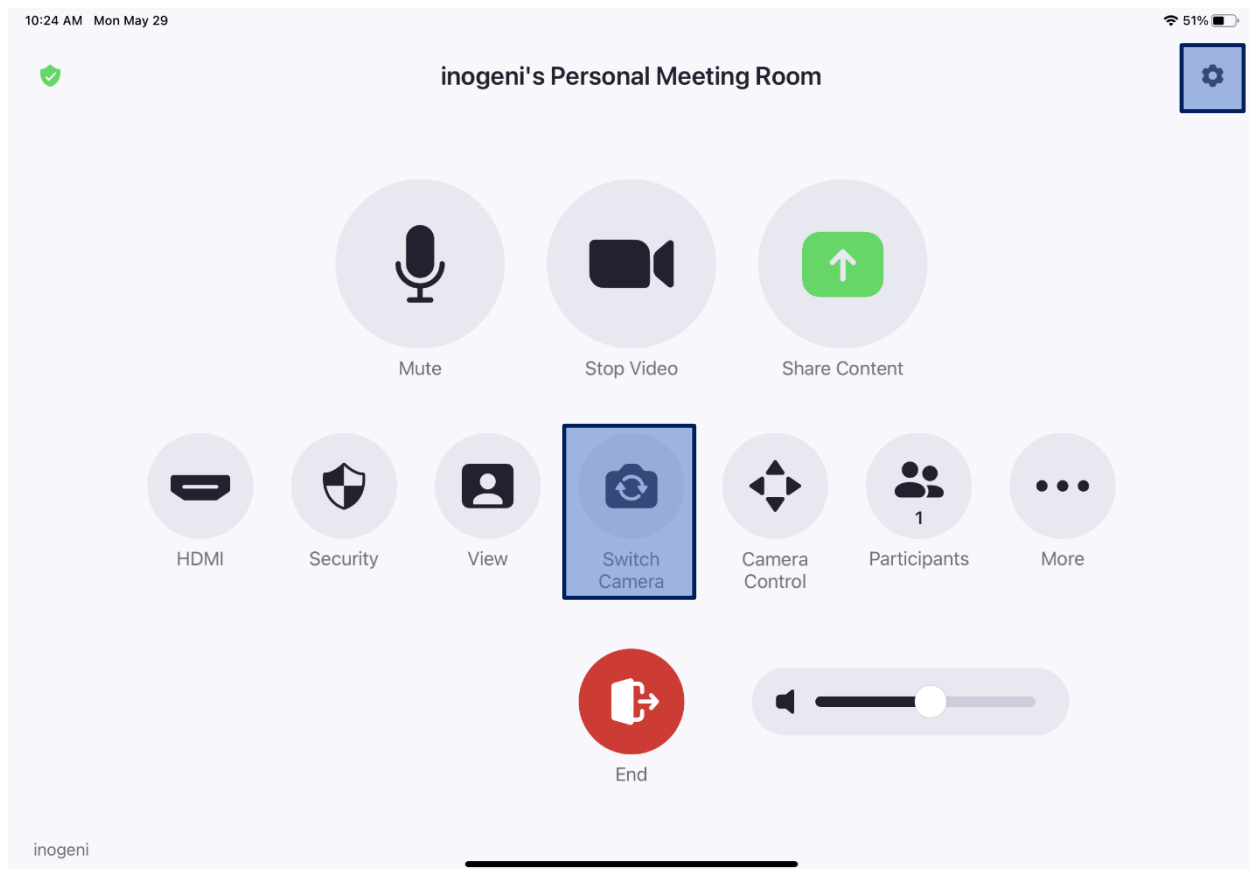 10:24 AM Mon May 29
51%
inogeni's Personal Meeting Room
Mute
Stop Video
Share Content
1
HDMI
Security
View
Switch
Camera
Camera
Control
Participants
More
End
inogeni